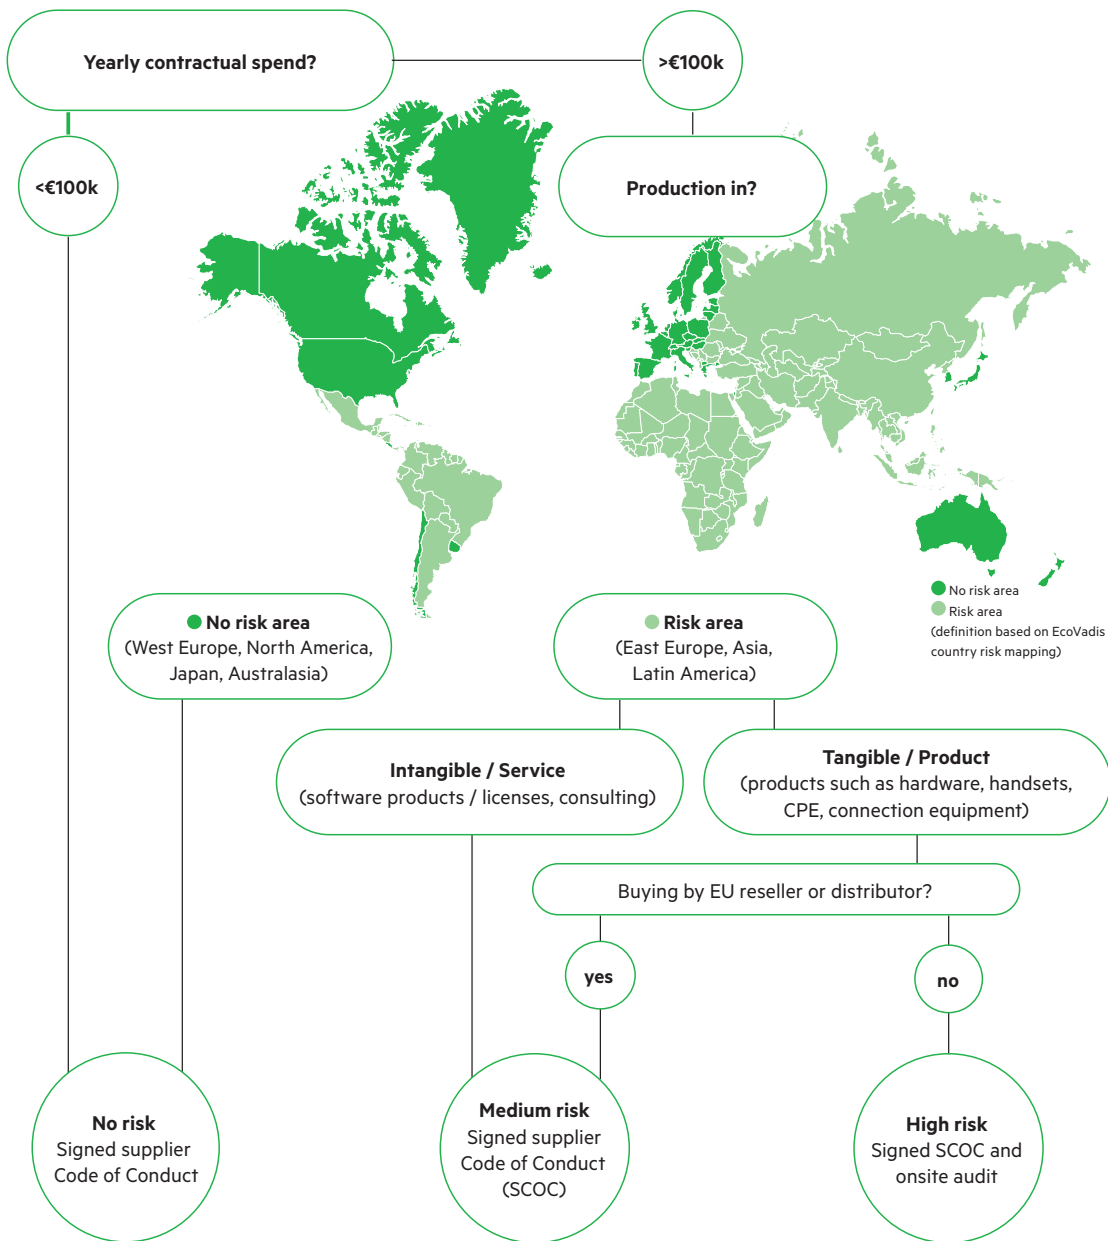 Yearly contractual spend?
>€100k
<€100k
Production in?
No risk area
Risk area
(definition based on EcoVadis
country risk mapping)
No risk area
(West Europe, North America,
Japan, Australasia)
Risk area
(East Europe, Asia,
Latin America)
Intangible / Service
(software products / licenses, consulting)
Tangible / Product
(products such as hardware, handsets,
CPE, connection equipment)
Buying by EU reseller or distributor?
yes
no
No risk
Signed supplier
Code of Conduct
Medium risk
Signed supplier
Code of Conduct
(SCOC)
High risk
Signed SCOC and
onsite audit